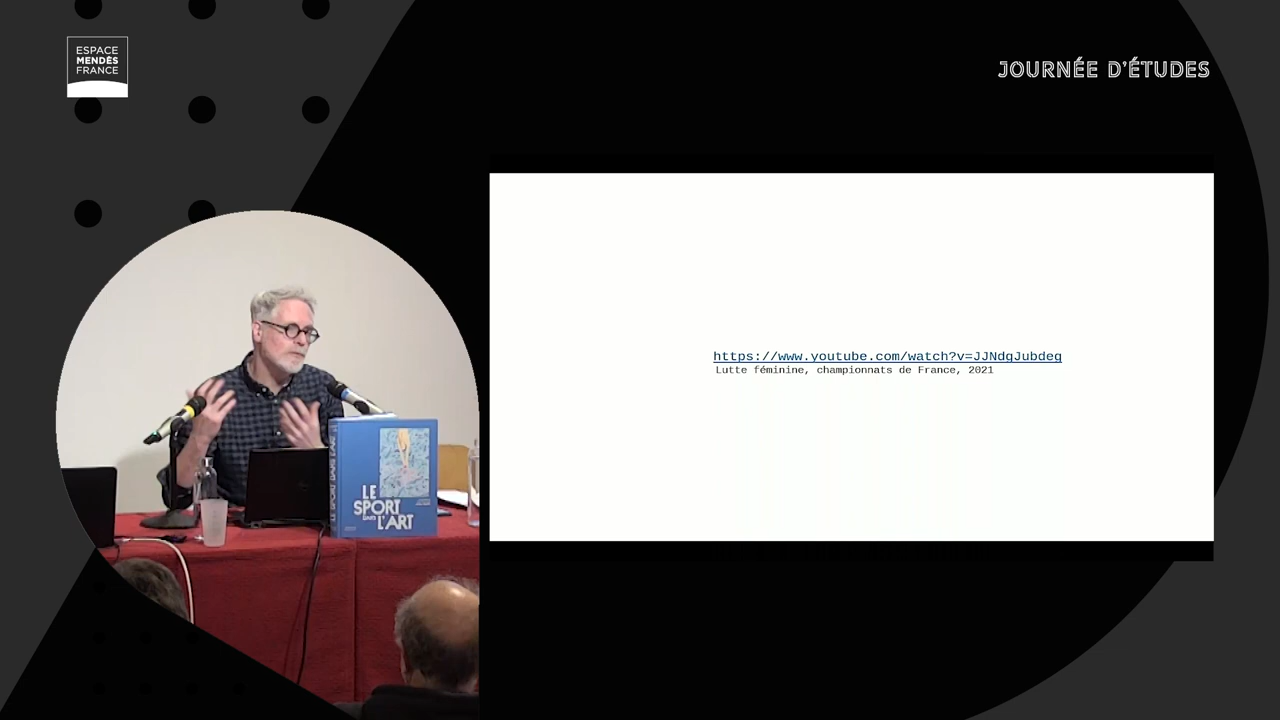 ESPACE
MENDÈS
FRANCE
JOURNÉE D'ÉTUDES
https://www.youtube.com/watch?v=JJNdgJubdeg
Lutte féminine, championnats de France, 2021
LE
SPORT
dans L'ART